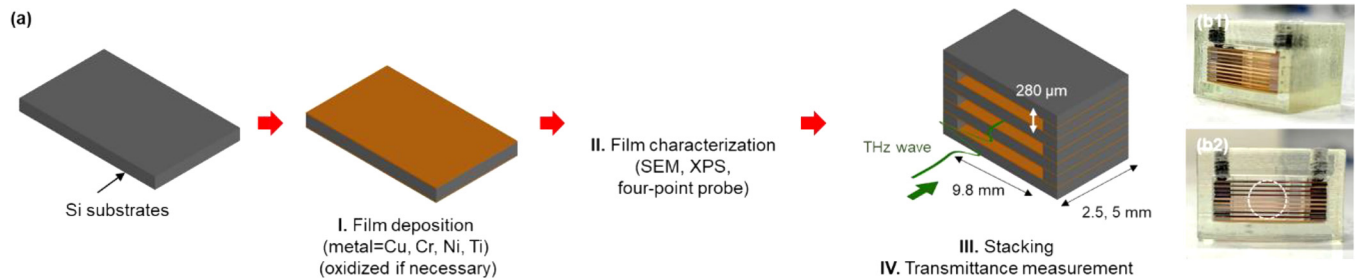 (a)
Si substrates
I. Film deposition
(metal=Cu, Cr, Ni, Ti)
(oxidized if necessary)
II. Film characterization
(SEM, XPS,
four-point probe)
280 μm
THz wave
9.8 mm
2.5, 5 mm
III. Stacking
IV. Transmittance measurement
(b1)
(b2)